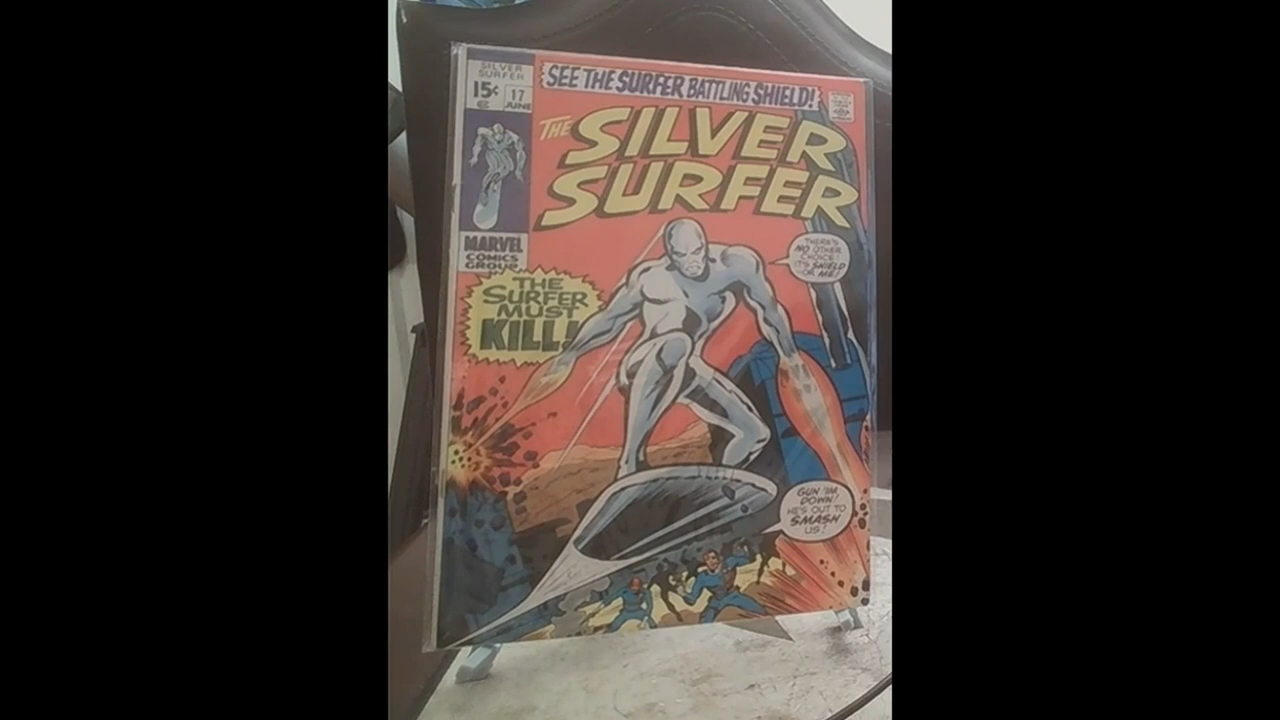 SILVER
SURFER
15¢
17
JUNE
SEE THE SURFER BATTLING SHIELD!
THE SILVER
SURFER
MARVEL
COMICS
GROUP
THERE'S
NO OTHER
CHOICE!
IT'S SHIELD
--OR ME!
THE
SURFER
MUST
KILL!
GUN 'IM
DOWN!
HE'S OUT TO
SMASH
US!